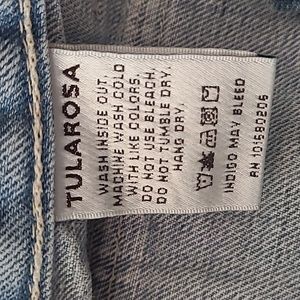 TULAROSA
WASH INSIDE OUT.
MACHINE WASH COLD
WITH LIKE COLORS.
DO NOT USE BLEACH.
DO NOT TUMBLE DRY.
HANG DRY.
INDIGO MAY BLEED
RN 101580206